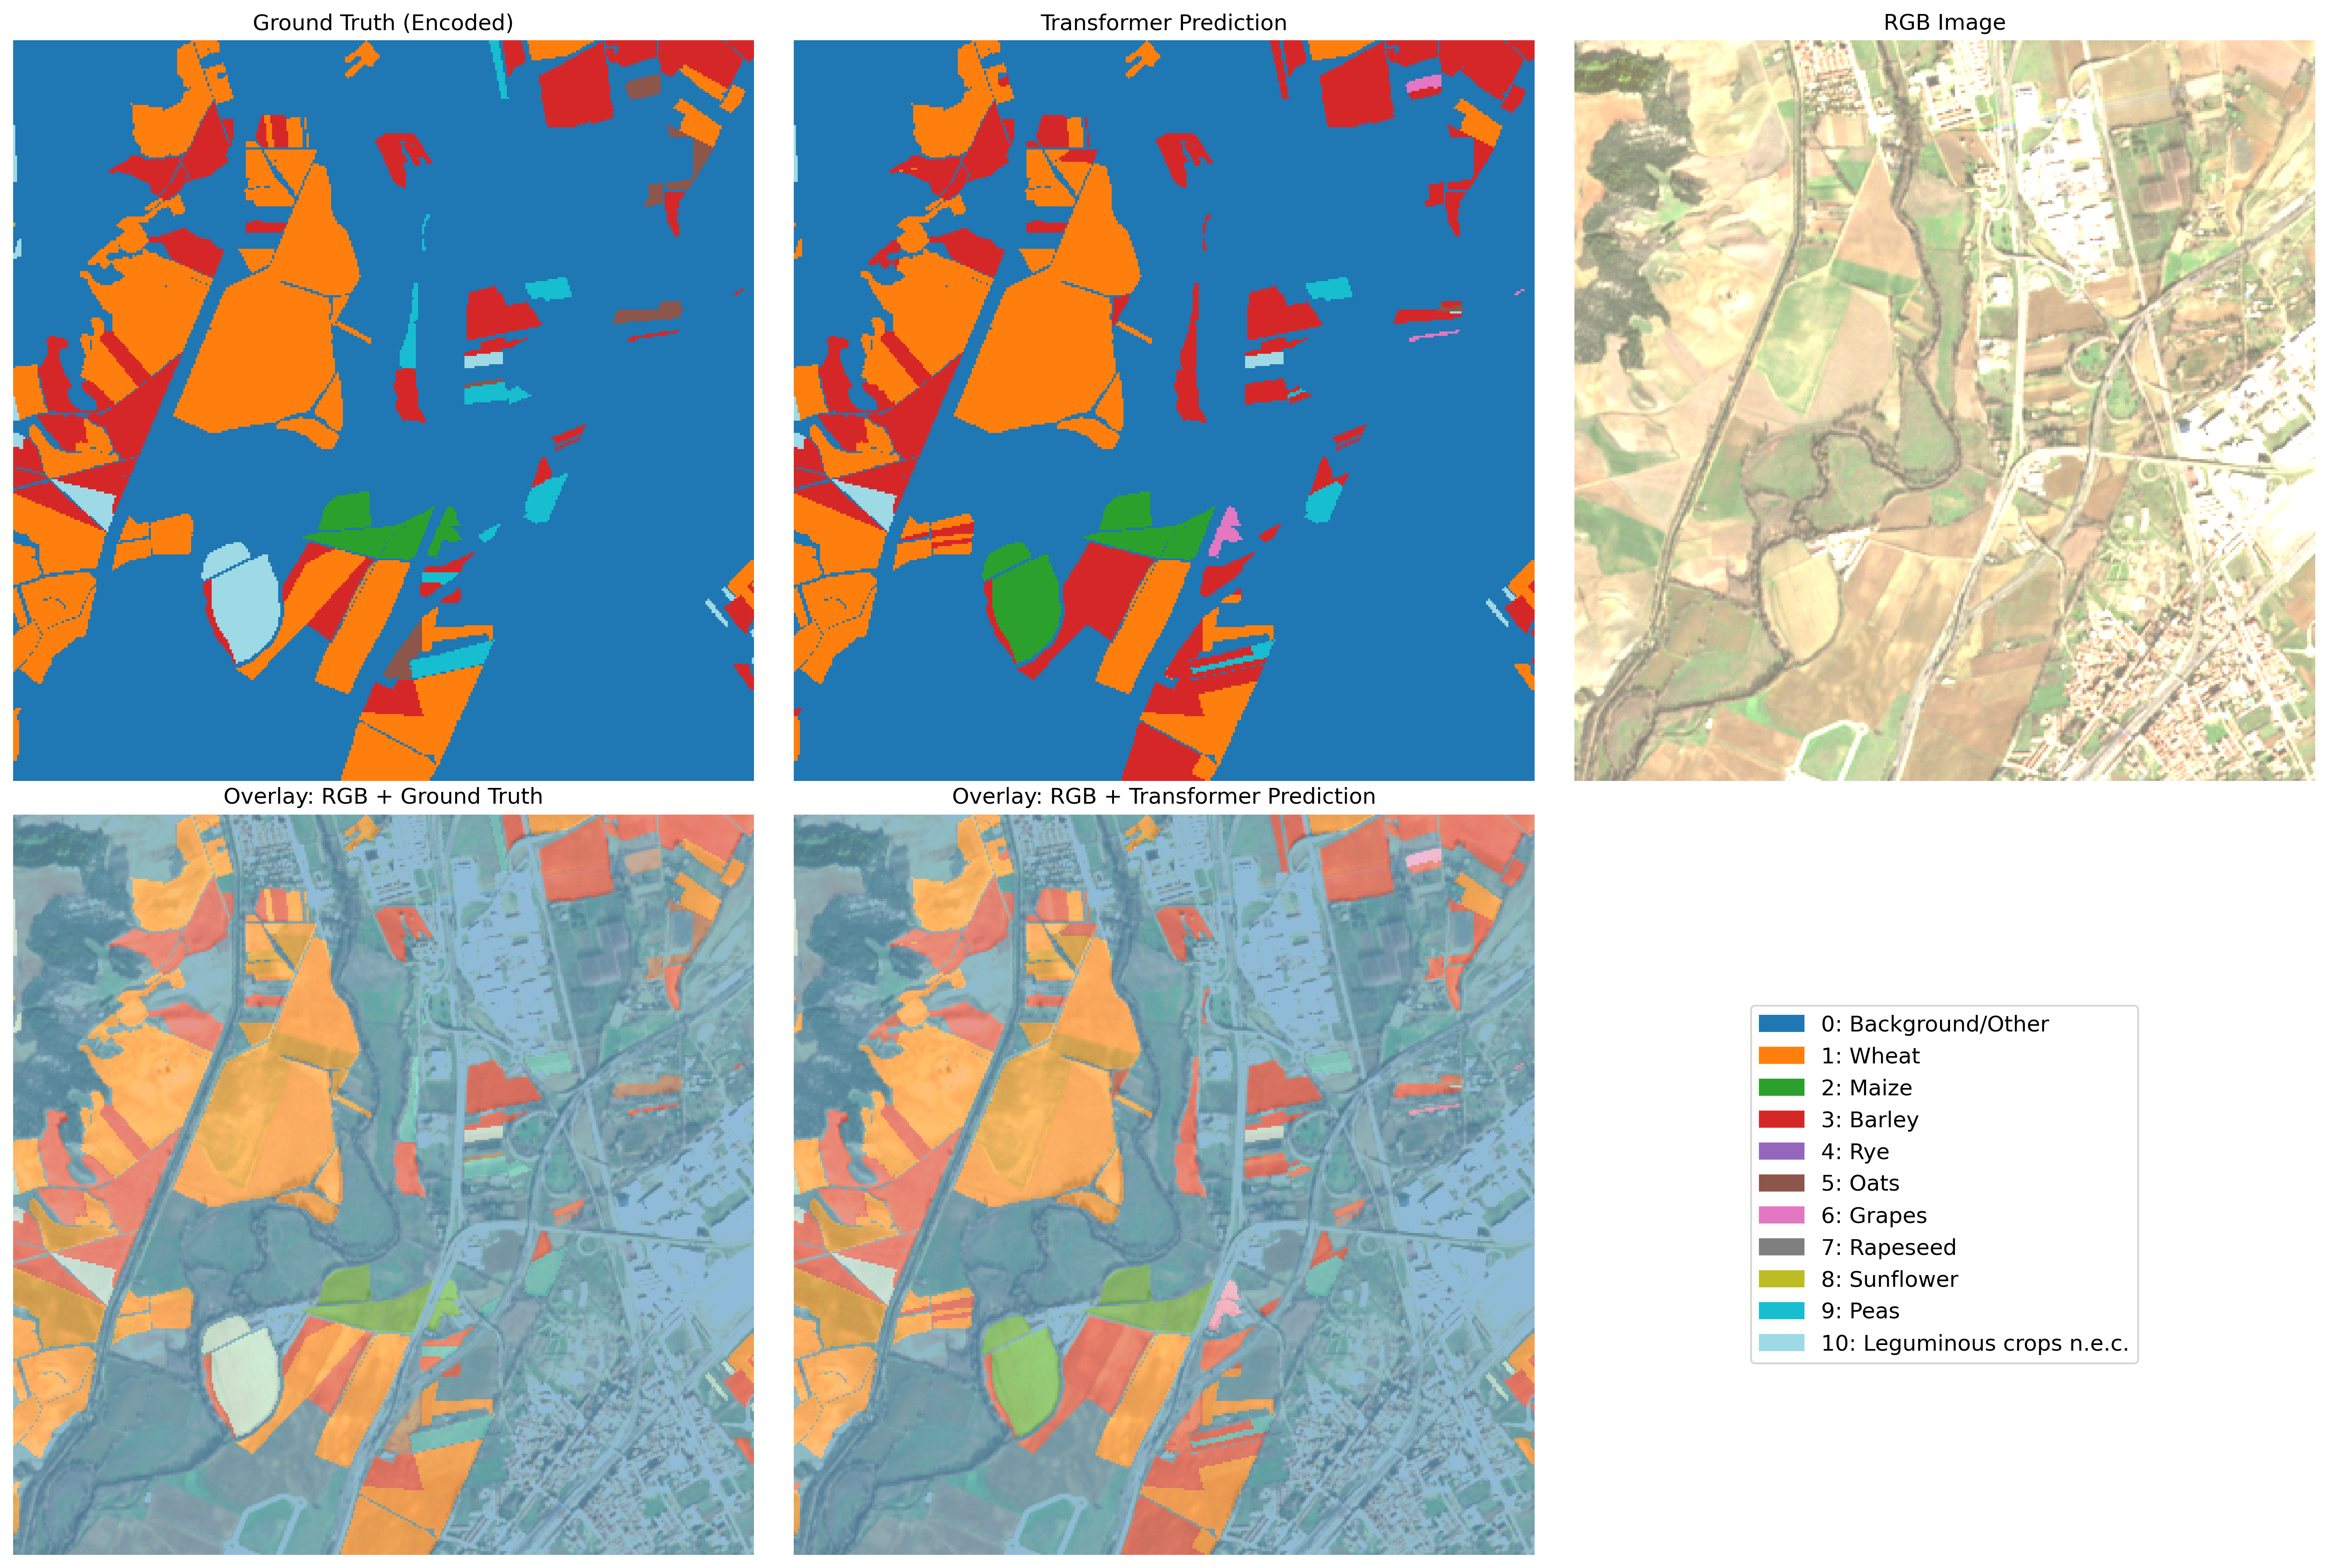 Ground Truth (Encoded)
Transformer Prediction
RGB Image
Overlay: RGB + Ground Truth
Overlay: RGB + Transformer Prediction
0: Background/Other
1: Wheat
2: Maize
3: Barley
4: Rye
5: Oats
6: Grapes
7: Rapeseed
8: Sunflower
9: Peas
10: Leguminous crops n.e.c.